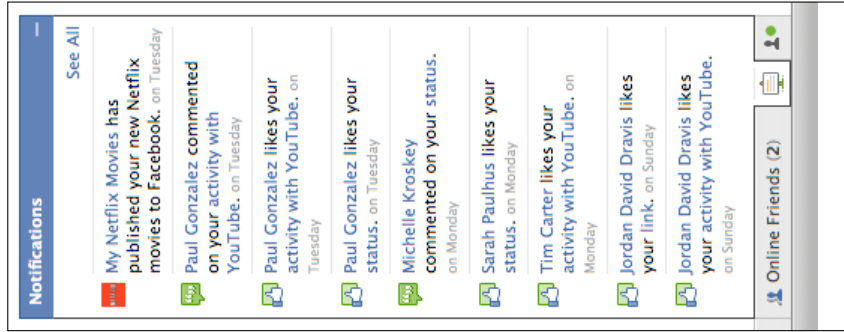 Notifications
See All
My Netflix Movies has
published your new Netflix
movies to Facebook. on Tuesday
Paul Gonzalez commented
on your activity with
YouTube. on Tuesday
Paul Gonzalez likes your
activity with YouTube. on
Tuesday
Paul Gonzalez likes your
status. on Tuesday
Michelle Kroskey
commented on your status.
on Monday
Sarah Paulhus likes your
status. on Monday
Tim Carter likes your
activity with YouTube. on
Monday
Jordan David Dravis likes
your link. on Sunday
Jordan David Dravis likes
your activity with YouTube.
on Sunday
Online Friends (2)